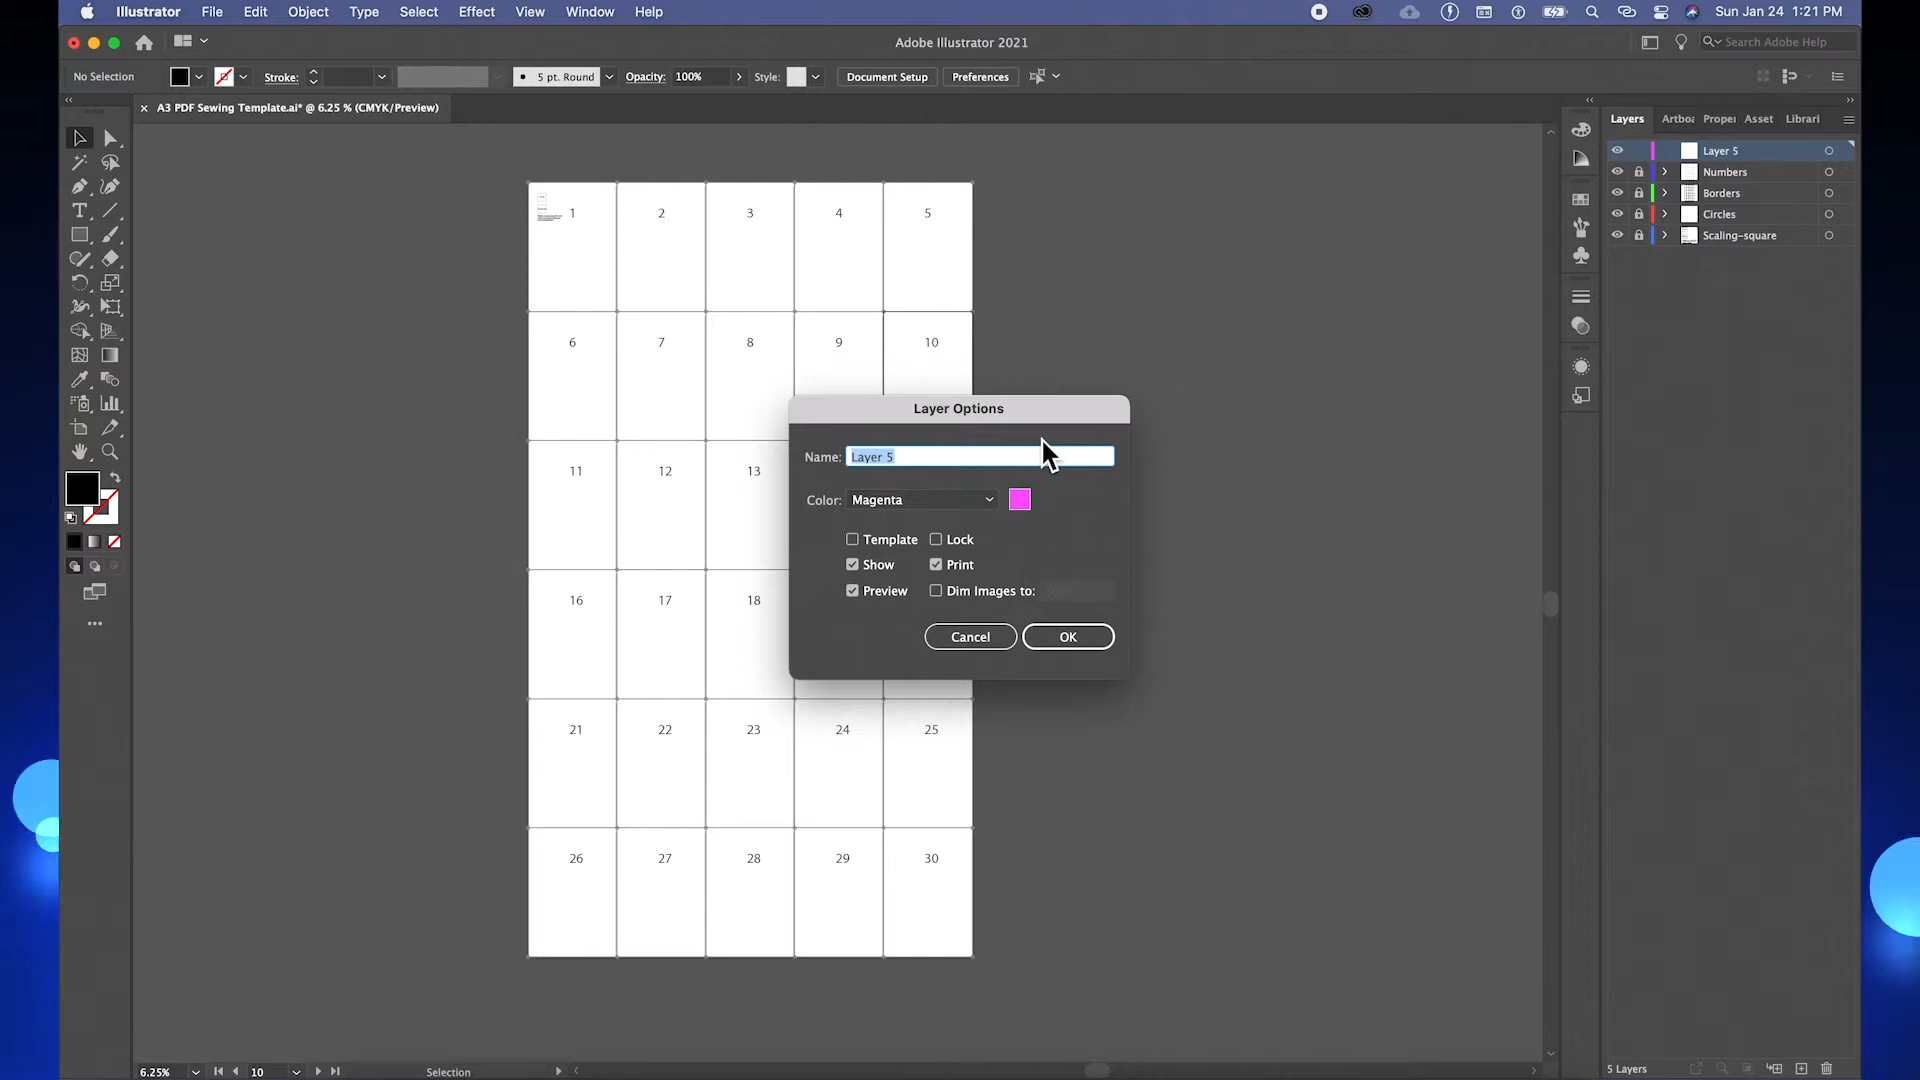 Illustrator File Edit Object Type Select Effect View Window Help
Sun Jan 24 1:21 PM
Adobe Illustrator 2021
Search Adobe Help
No Selection
Stroke:
5 pt. Round
Opacity: 100%
Style:
Document Setup
Preferences
A3 PDF Sewing Template.ai* @ 6.25 % (CMYK/Preview)
Layers Artboa Proper Asset Librari
Layer 5
Numbers
Borders
Circles
Scaling-square
1 2 3 4 5
6 7 8 9 10
11 12 13
16 17 18
21 22 23 24 25
26 27 28 29 30
Layer Options
Name: Layer 5
Color: Magenta
Template Lock
Show Print
Preview Dim Images to:
Cancel OK
6.25%
10
Selection
5 Layers